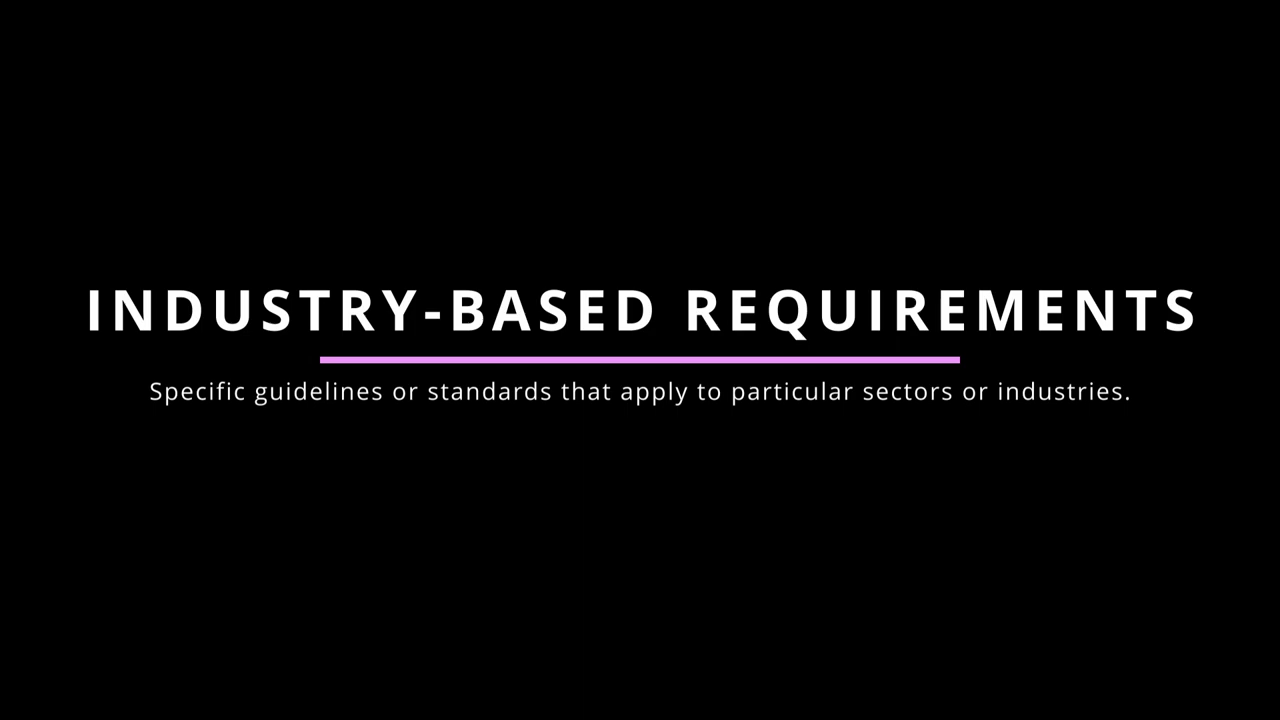 INDUSTRY-BASED REQUIREMENTS
Specific guidelines or standards that apply to particular sectors or industries.